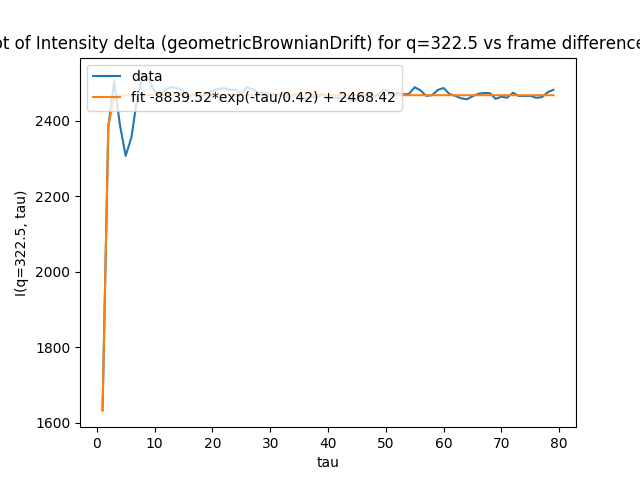 ot of Intensity delta (geometricBrownianDrift) for q=322.5 vs frame difference
data
fit -8839.52*exp(-tau/0.42) + 2468.42
2400
2200
2000
1800
1600
I(q=322.5, tau)
0 10 20 30 40 50 60 70 80
tau